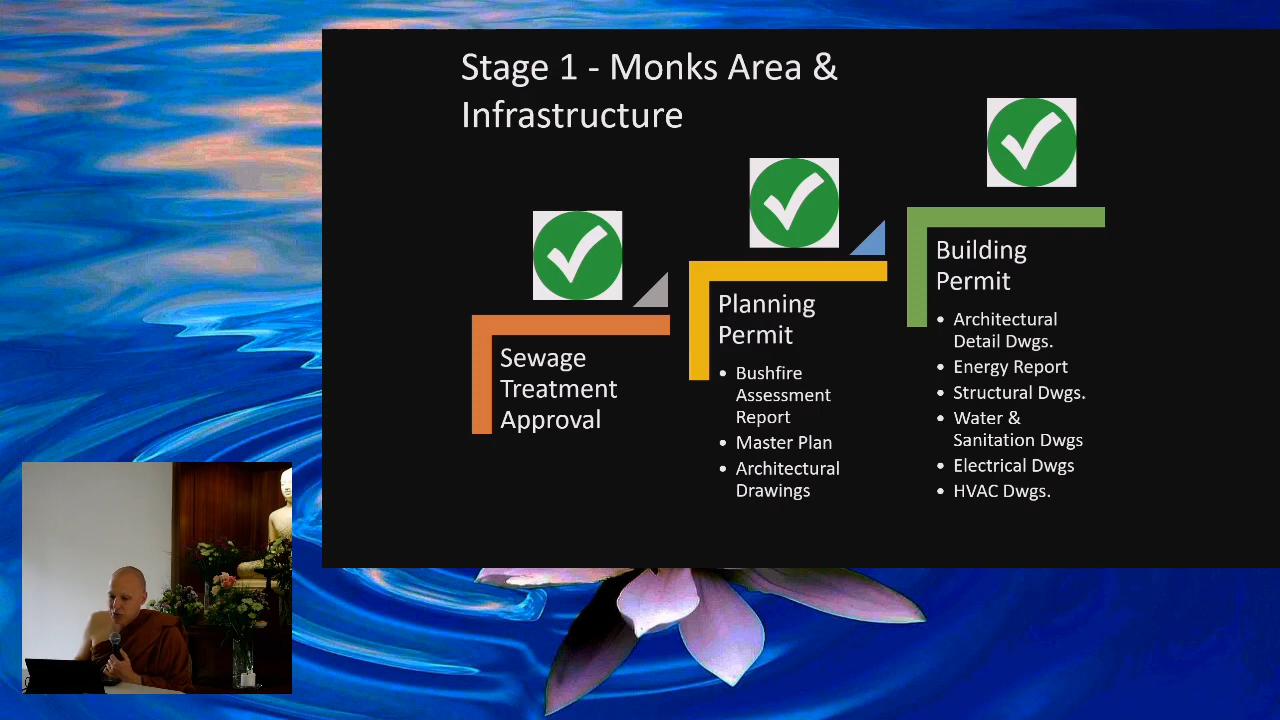 Stage 1 - Monks Area &
Infrastructure
Sewage
Treatment
Approval
Planning
Permit
• Bushfire
Assessment
Report
• Master Plan
• Architectural
Drawings
Building
Permit
• Architectural
Detail Dwgs.
• Energy Report
• Structural Dwgs.
• Water &
Sanitation Dwgs
• Electrical Dwgs
• HVAC Dwgs.